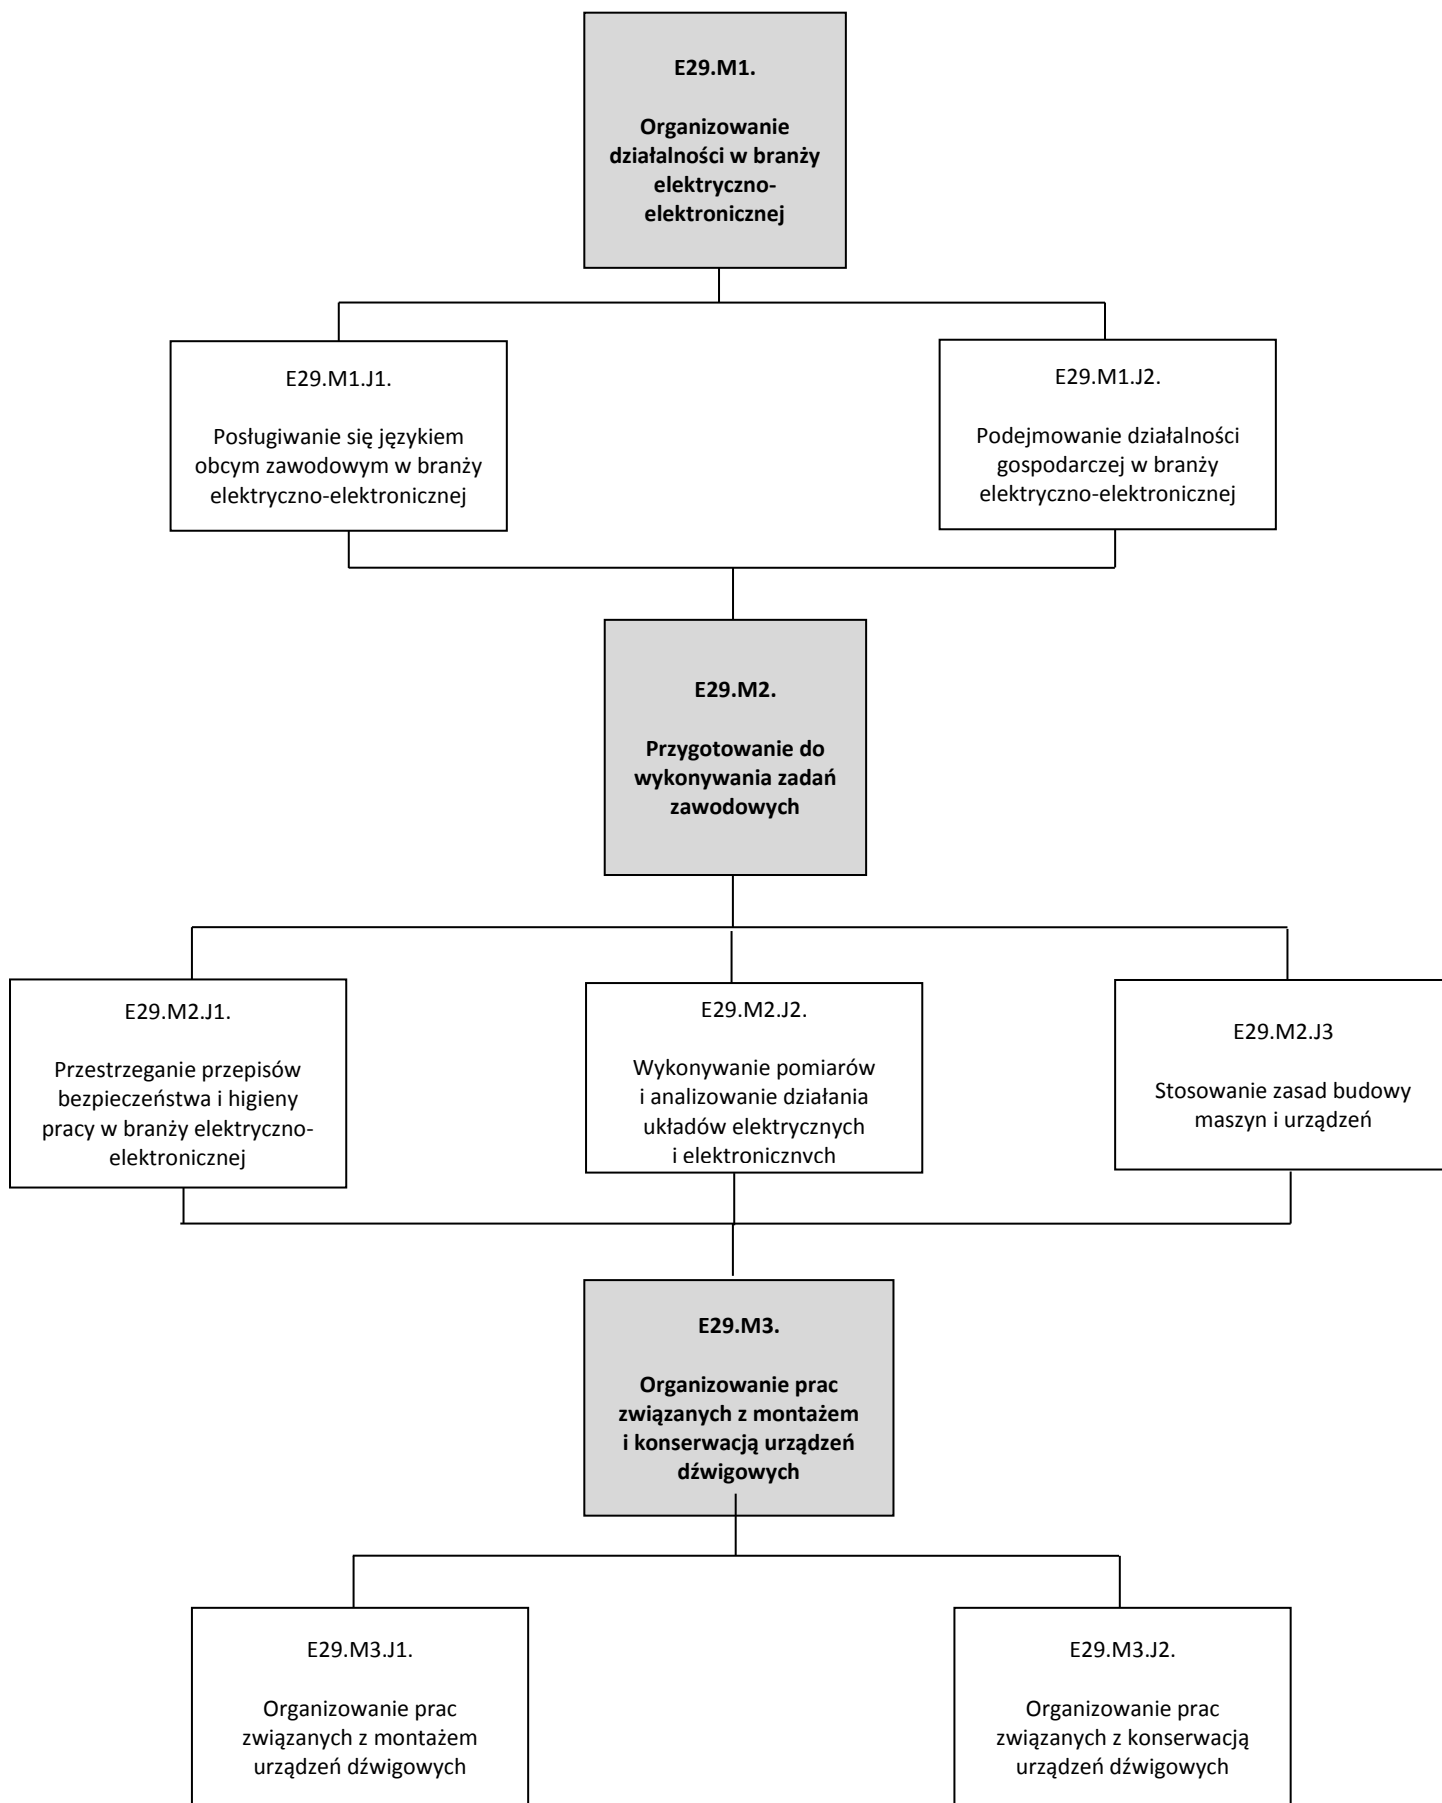 E29.M1.
Organizowanie
działalności w branży
elektryczno-
elektronicznej
E29.M1.J1.
Posługiwanie się językiem
obcym zawodowym w branży
elektryczno-elektronicznej
E29.M1.J2.
Podejmowanie działalności
gospodarczej w branży
elektryczno-elektronicznej
E29.M2.
Przygotowanie do
wykonywania zadań
zawodowych
E29.M2.J1.
Przestrzeganie przepisów
bezpieczeństwa i higieny
pracy w branży elektryczno-
elektronicznej
E29.M2.J2.
Wykonywanie pomiarów
i analizowanie działania
układów elektrycznych
i elektronicznych
E29.M2.J3
Stosowanie zasad budowy
maszyn i urządzeń
E29.M3.
Organizowanie prac
związanych z montażem
i konserwacją urządzeń
dźwigowych
E29.M3.J1.
Organizowanie prac
związanych z montażem
urządzeń dźwigowych
E29.M3.J2.
Organizowanie prac
związanych z konserwacją
urządzeń dźwigowych